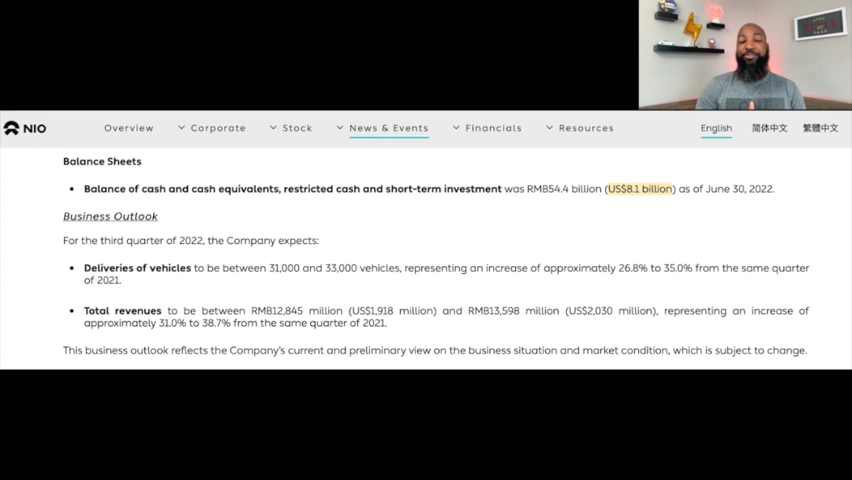 NIO
Overview
Corporate
Stock
News & Events
Financials
Resources
English
简体中文
繁體中文
Balance Sheets
• Balance of cash and cash equivalents, restricted cash and short-term investment was RMB54.4 billion (US$8.1 billion) as of June 30, 2022.
Business Outlook
For the third quarter of 2022, the Company expects:
• Deliveries of vehicles to be between 31,000 and 33,000 vehicles, representing an increase of approximately 26.8% to 35.0% from the same quarter
of 2021.
• Total revenues to be between RMB12,845 million (US$1,918 million) and RMB13,598 million (US$2,030 million), representing an increase of
approximately 31.0% to 38.7% from the same quarter of 2021.
This business outlook reflects the Company's current and preliminary view on the business situation and market condition, which is subject to change.